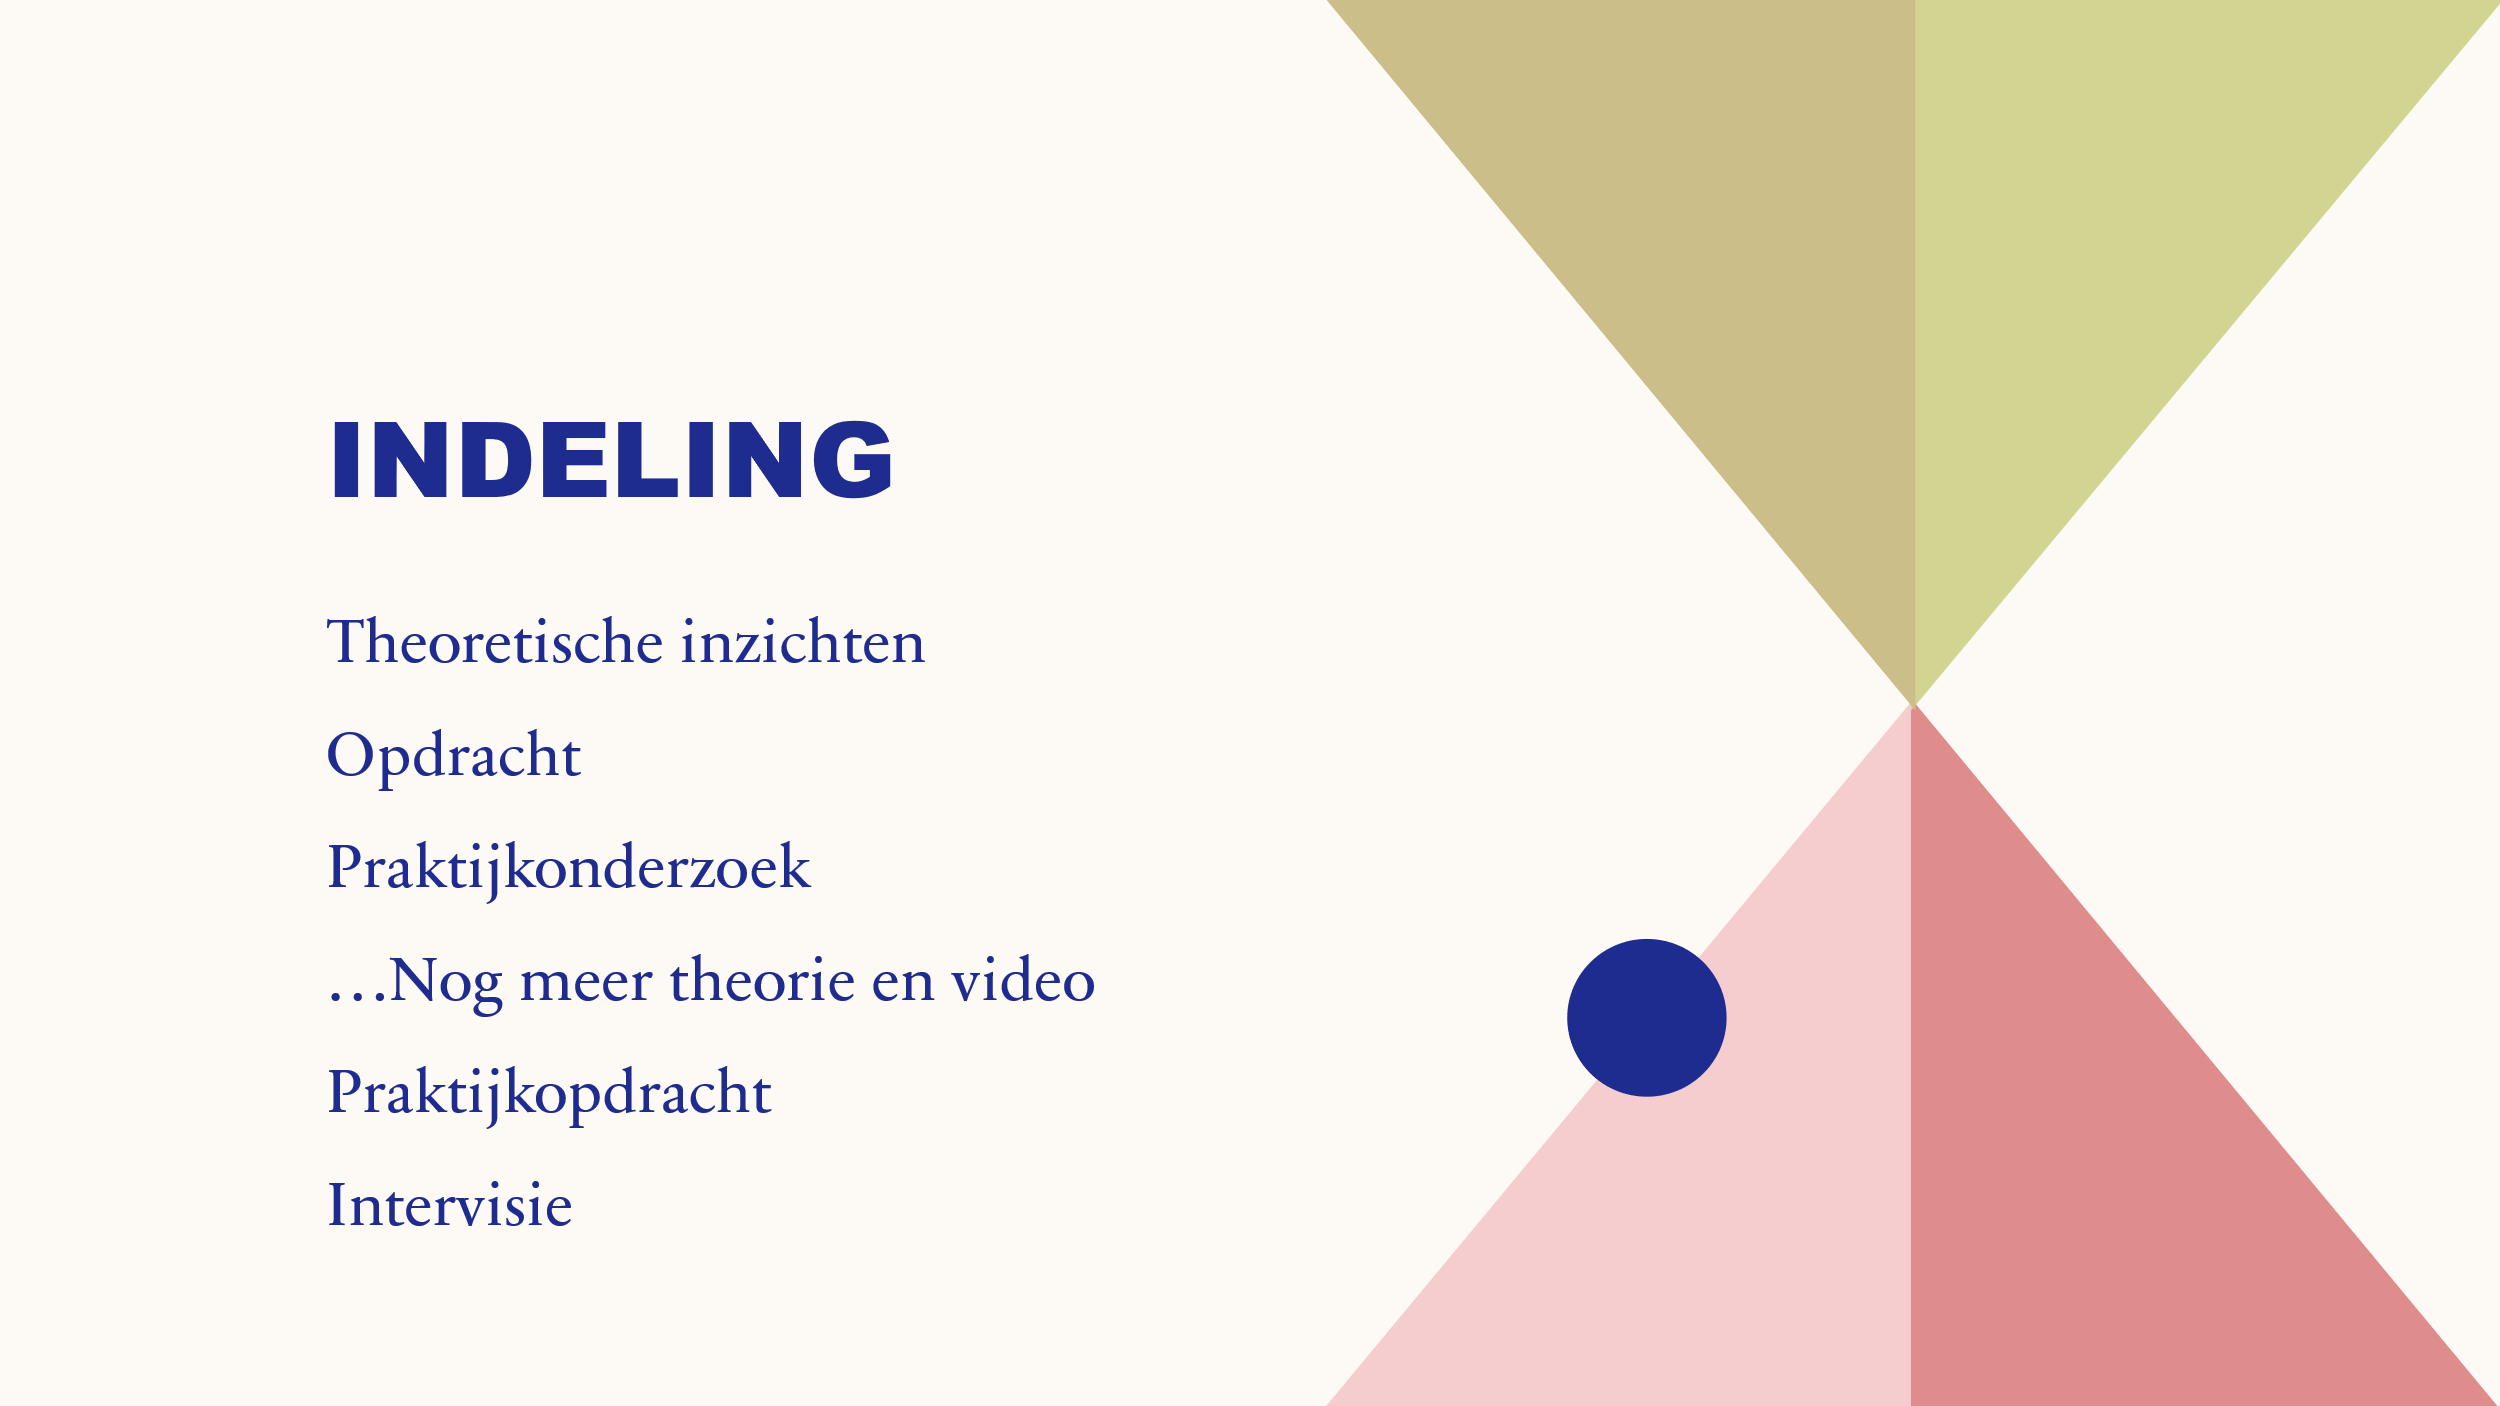 INDELING
Theoretische inzichten
Opdracht
Praktijkonderzoek
…Nog meer theorie en video
Praktijkopdracht
Intervisie